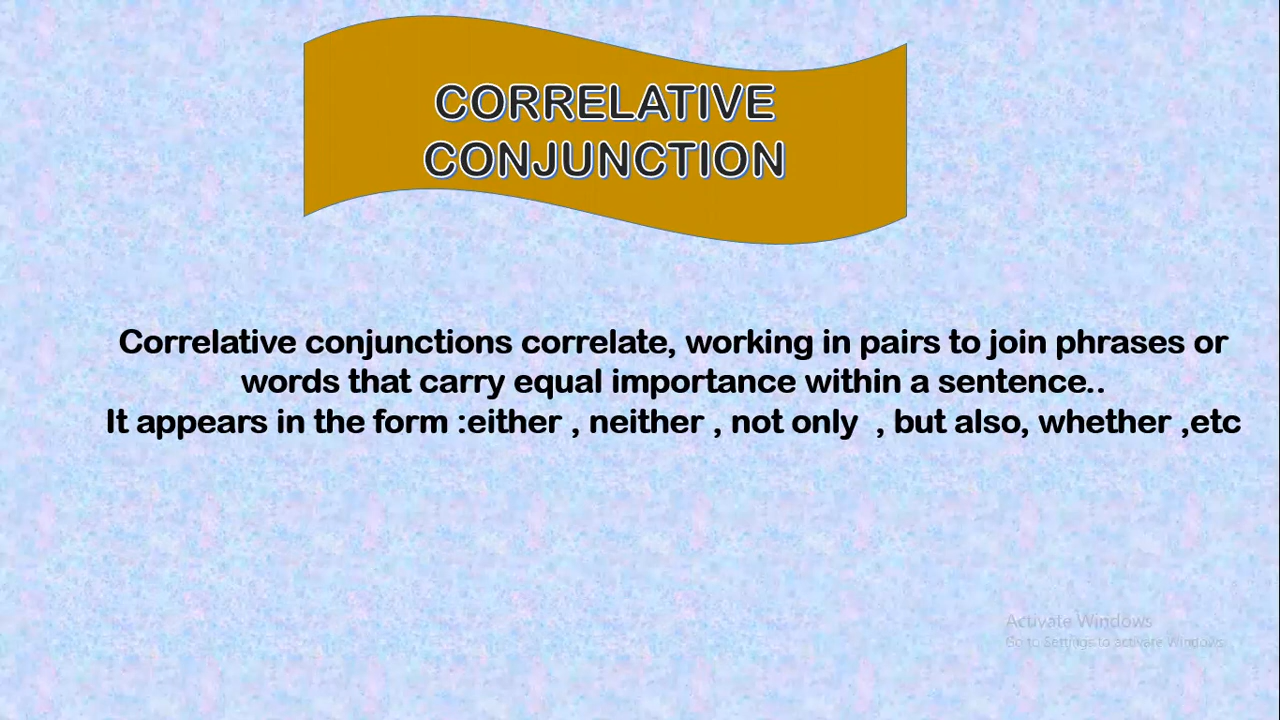 CORRELATIVE
CONJUNCTION
Correlative conjunctions correlate, working in pairs to join phrases or
words that carry equal importance within a sentence..
It appears in the form :either , neither , not only  , but also, whether ,etc
Activate Windows
Go to Settings to activate Windows.